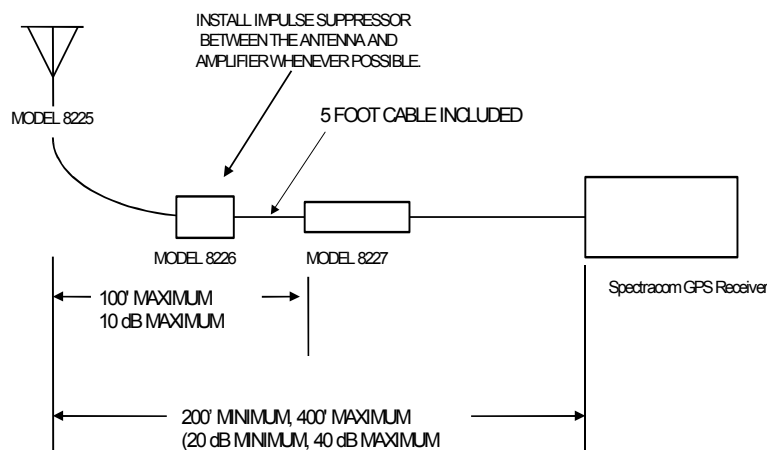 INSTALL IMPULSE SUPPRESSOR
BETWEEN THE ANTENNA AND
AMPLIFIER WHENEVER POSSIBLE.
MODEL 8225
5 FOOT CABLE INCLUDED
MODEL 8226
MODEL 8227
Spectracom GPS Receiver
100' MAXIMUM
10 dB MAXIMUM
200' MINIMUM, 400' MAXIMUM
(20 dB MINIMUM, 40 dB MAXIMUM